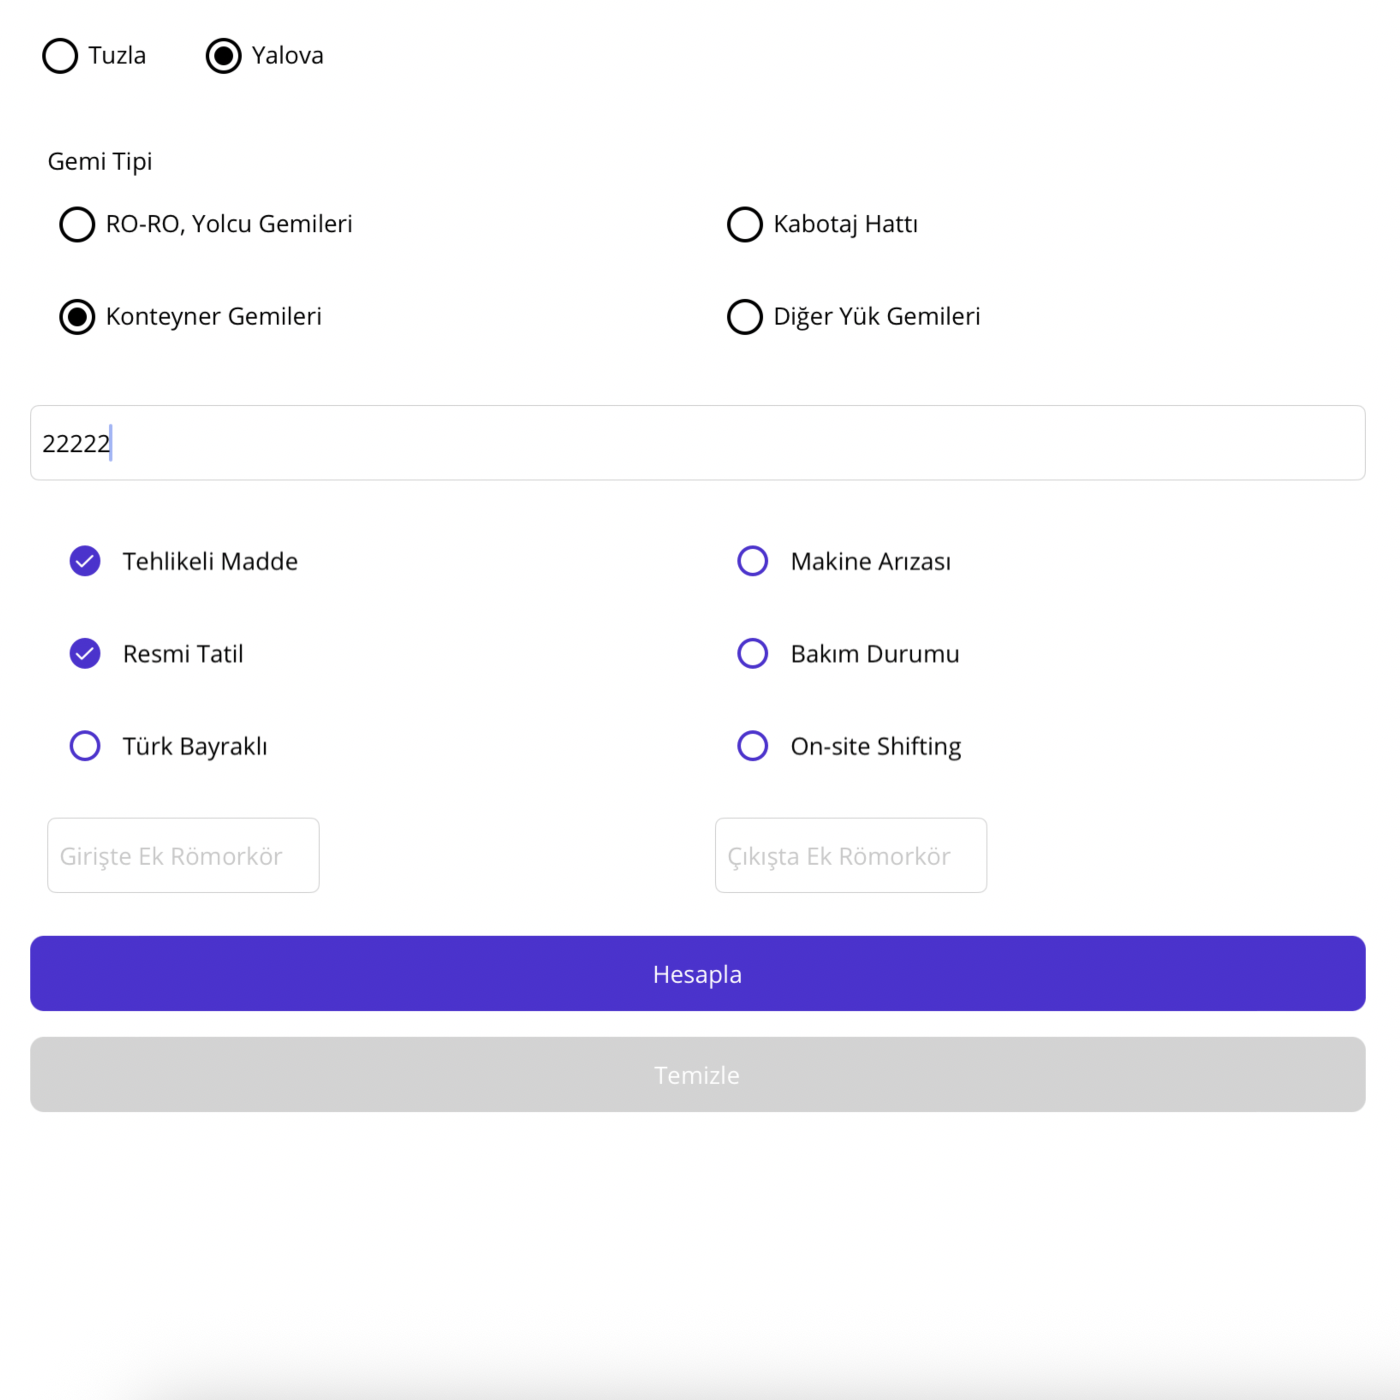 Tuzla Yalova
Gemi Tipi
RO-RO, Yolcu Gemileri Kabotaj Hattı
Konteyner Gemileri Diğer Yük Gemileri
22222
Tehlikeli Madde Makine Arızası
Resmi Tatil Bakım Durumu
Türk Bayraklı On-site Shifting
Girişte Ek Römorkör Çıkışta Ek Römorkör
Hesapla
Temizle